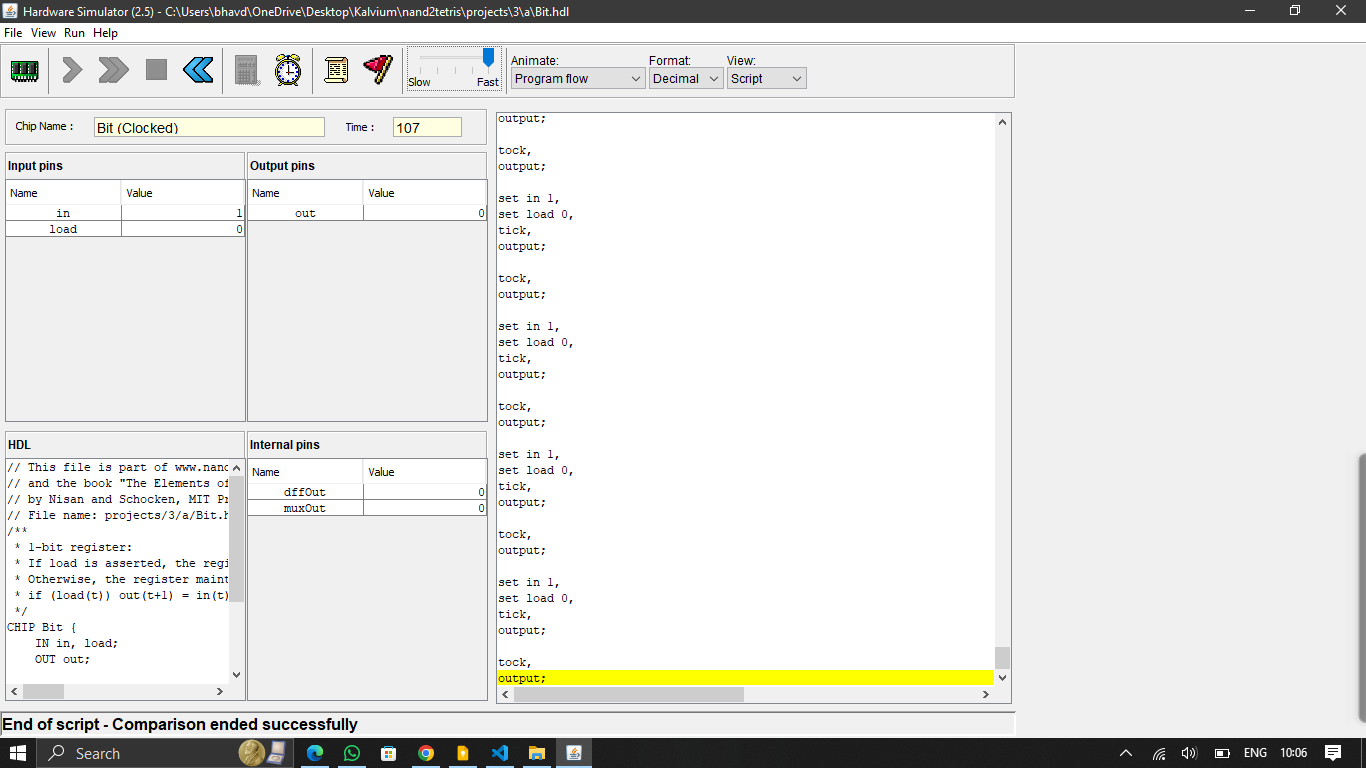 Hardware Simulator (2.5) - C:\Users\bhavd\OneDrive\Desktop\Kalvium\nand2tetris\projects\3\a\Bit.hdl
File View Run Help
Slow Fast
Animate:
Program flow
Format:
Decimal
View:
Script
Chip Name : Bit (Clocked) Time : 107
Input pins
Name Value
in 1
load 0
Output pins
Name Value
out 0
HDL
// This file is part of www.nand
// and the book "The Elements of
// by Nisan and Schocken, MIT Pr
// File name: projects/3/a/Bit.h
/**
* 1-bit register:
* If load is asserted, the regi
* Otherwise, the register maint
* if (load(t)) out(t+1) = in(t)
*/
CHIP Bit {
IN in, load;
OUT out;
Internal pins
Name Value
dffOut 0
muxOut 0
output;
tock,
output;
set in 1,
set load 0,
tick,
output;
tock,
output;
set in 1,
set load 0,
tick,
output;
tock,
output;
set in 1,
set load 0,
tick,
output;
tock,
output;
set in 1,
set load 0,
tick,
output;
tock,
output;
End of script - Comparison ended successfully
Search
ENG 10:06